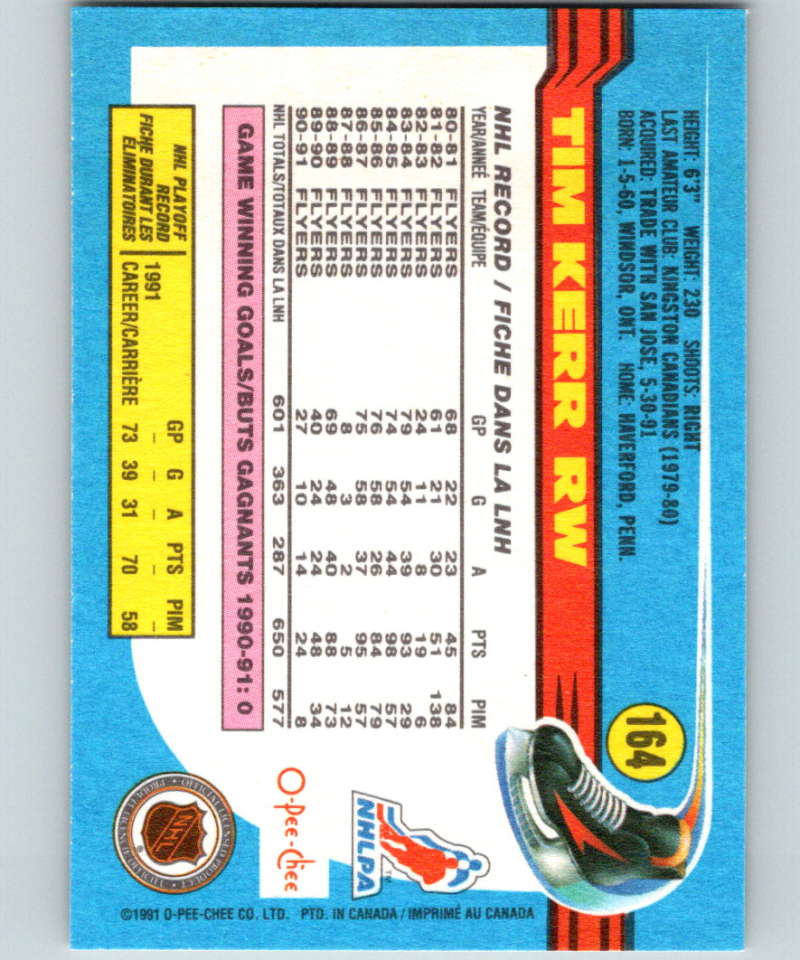 164
HEIGHT: 6'3" WEIGHT: 230 SHOOTS: RIGHT
LAST AMATEUR CLUB: KINGSTON CANADIANS (1979-80)
ACQUIRED: TRADE WITH SAN JOSE, 5-30-91
BORN: 1-5-60, WINDSOR, ONT. HOME: HAVERFORD, PENN.
TIM KERR RW
NHL RECORD / FICHE DANS LA LNH
YEAR/ANNÉE TEAM/ÉQUIPE GP G A PTS PIM
80-81 FLYERS 68 22 23 45 84
81-82 FLYERS 61 21 30 51 138
82-83 FLYERS 24 11 8 19 6
83-84 FLYERS 79 54 39 93 29
84-85 FLYERS 74 54 44 98 57
85-86 FLYERS 76 58 26 84 79
86-87 FLYERS 75 58 37 95 57
87-88 FLYERS 8 3 2 5 12
88-89 FLYERS 69 48 40 88 73
89-90 FLYERS 40 24 24 48 34
90-91 FLYERS 27 10 14 24 8
NHL TOTALS/TOTAUX DANS LA LNH 601 363 287 650 577
GAME WINNING GOALS/BUTS GAGNANTS 1990-91: 0
NHL PLAYOFF RECORD
FICHE DURANT LES ÉLIMINATOIRES
GP G A PTS PIM
1991 – – – – –
CAREER/CARRIÈRE 73 39 31 70 58
NHLPA
O-Pee-Chee
NHL
• OFFICIAL LICENSED PRODUCT •
©1991 O-PEE-CHEE CO. LTD. PTD. IN CANADA / IMPRIMÉ AU CANADA